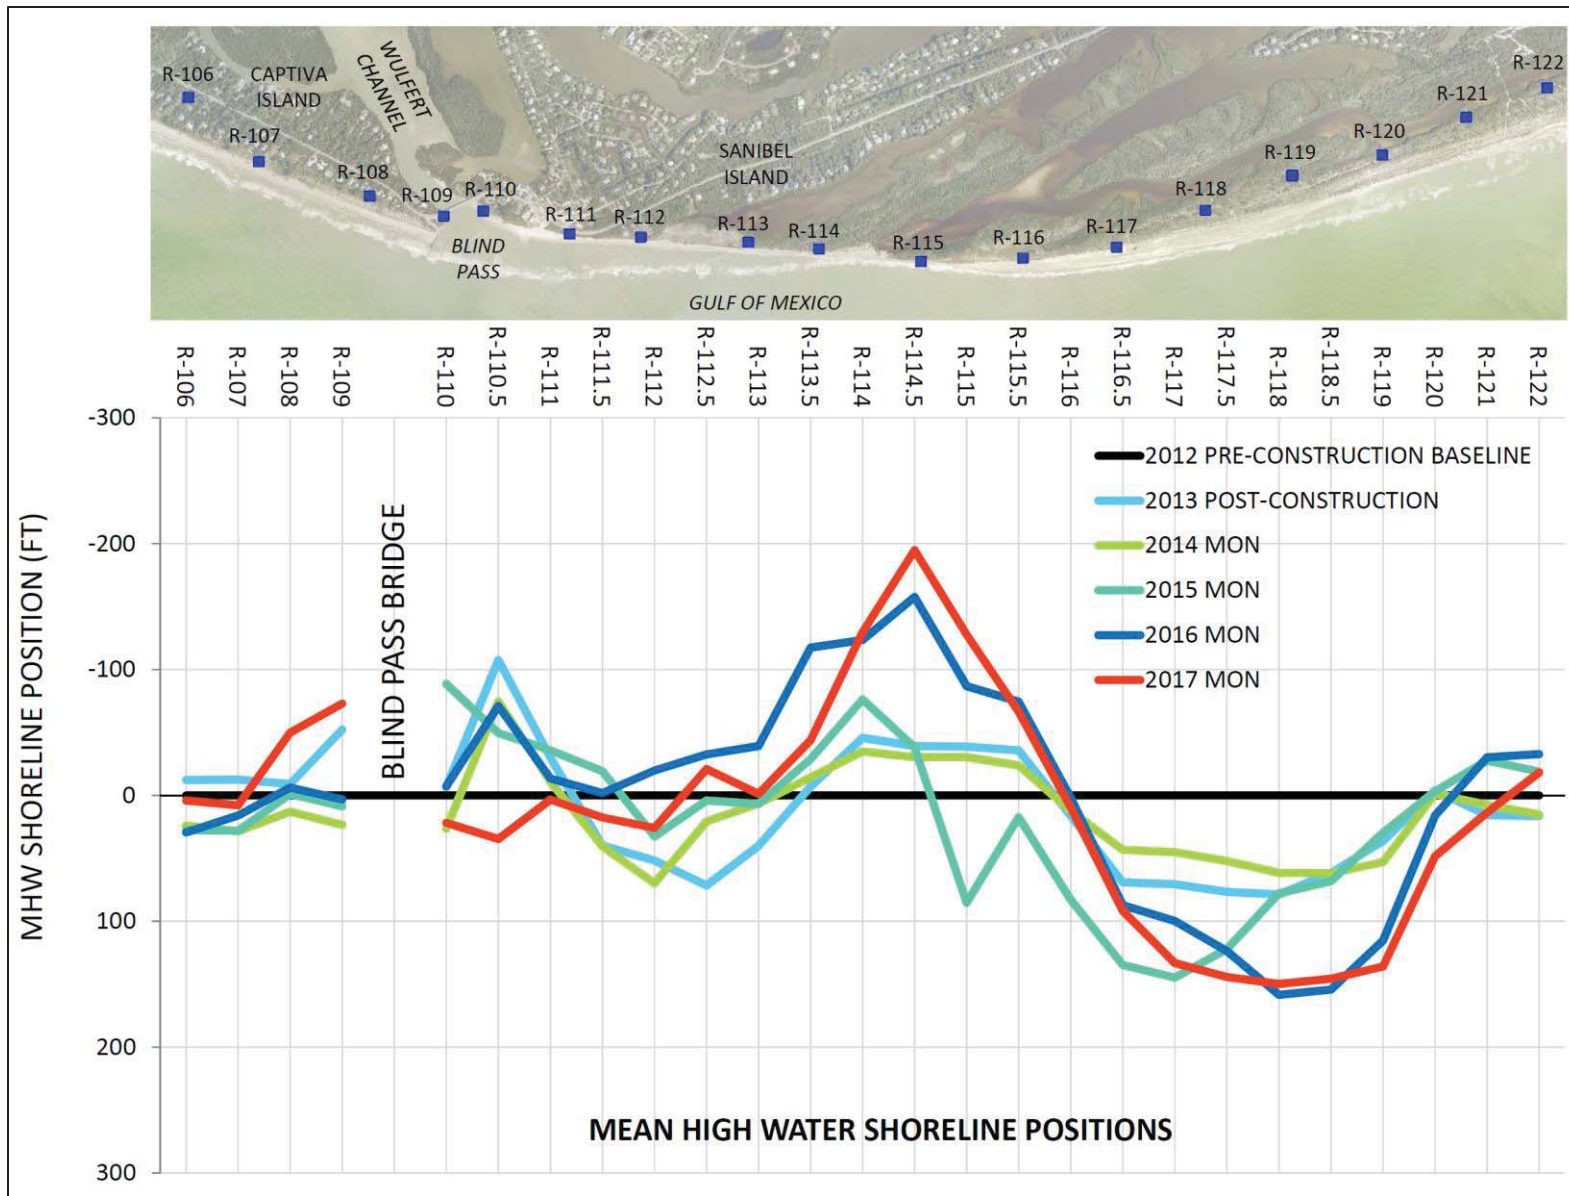 R-106
CAPTIVA
ISLAND
WULFERT
CHANNEL
R-122
R-121
R-107
R-120
SANIBEL
ISLAND
R-119
R-108
R-109
R-110
R-118
R-111
R-112
R-113
R-114
R-115
R-116
R-117
BLIND
PASS
GULF OF MEXICO
R-106
R-107
R-108
R-109
R-110
R-110.5
R-111
R-111.5
R-112
R-112.5
R-113
R-113.5
R-114
R-114.5
R-115
R-115.5
R-116
R-116.5
R-117
R-117.5
R-118
R-118.5
R-119
R-120
R-121
R-122
-300
-200
-100
0
100
200
300
MHW SHORELINE POSITION (FT)
BLIND PASS BRIDGE
2012 PRE-CONSTRUCTION BASELINE
2013 POST-CONSTRUCTION
2014 MON
2015 MON
2016 MON
2017 MON
MEAN HIGH WATER SHORELINE POSITIONS